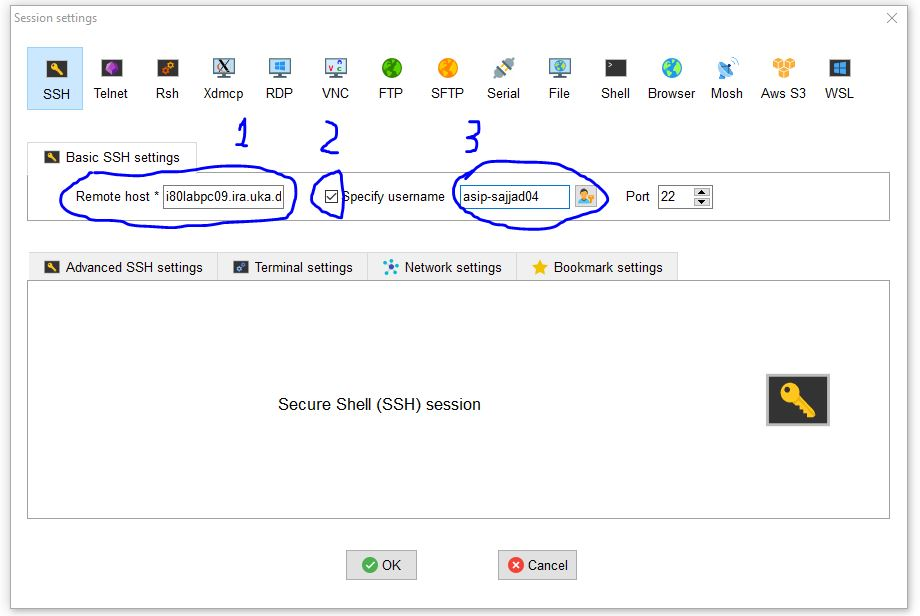 Session settings
SSH Telnet Rsh Xdmcp RDP VNC FTP SFTP Serial File Shell Browser Mosh Aws S3 WSL
1 2 3
Basic SSH settings
Remote host * i80labpc09.ira.uka.d Specify username asip-sajjad04 Port 22
Advanced SSH settings Terminal settings Network settings Bookmark settings
Secure Shell (SSH) session
OK Cancel